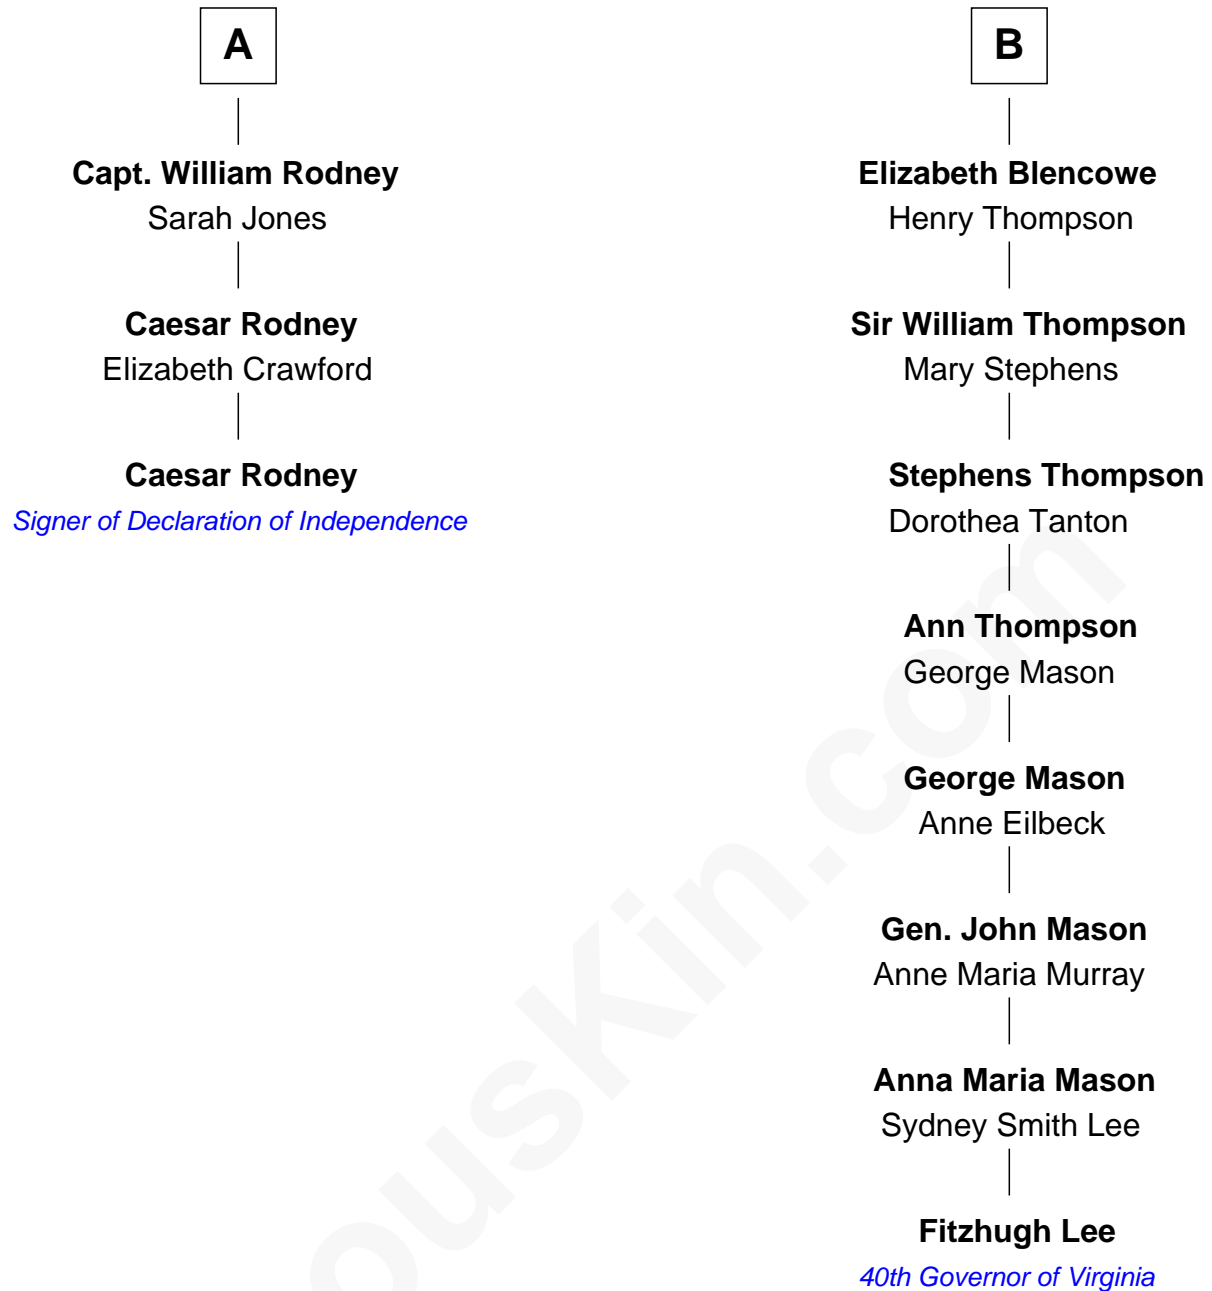 A
Capt. William Rodney
Sarah Jones
Caesar Rodney
Elizabeth Crawford
Caesar Rodney
Signer of Declaration of Independence
B
Elizabeth Blencowe
Henry Thompson
Sir William Thompson
Mary Stephens
Stephens Thompson
Dorothea Tanton
Ann Thompson
George Mason
George Mason
Anne Eilbeck
Gen. John Mason
Anne Maria Murray
Anna Maria Mason
Sydney Smith Lee
Fitzhugh Lee
40th Governor of Virginia
ousKin.com